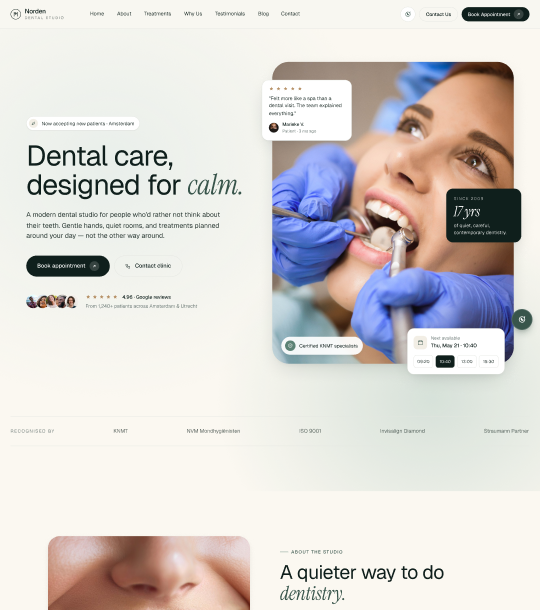 Norden
DENTAL STUDIO
Home
About
Treatments
Why Us
Testimonials
Blog
Contact
Contact Us
Book Appointment
Now accepting new patients · Amsterdam
Dental care,
designed for calm.
A modern dental studio for people who'd rather not think about
their teeth. Gentle hands, quiet rooms, and treatments planned
around your day — not the other way around.
Book appointment
Contact clinic
★ ★ ★ ★ ★ 4.96 · Google reviews
From 1,240+ patients across Amsterdam & Utrecht
★ ★ ★ ★ ★
"Felt more like a spa than a
dental visit. The team explained
everything."
Marieke V.
Patient · 3 mo ago
SINCE 2009
17 yrs
of quiet, careful,
contemporary dentistry.
Certified KNMT specialists
Next available
Thu, May 21 · 10:40
09:20
10:40
13:00
15:30
RECOGNISED BY
KNMT
NVM Mondhygiënisten
ISO 9001
Invisalign Diamond
Straumann Partner
ABOUT THE STUDIO
A quieter way to do
dentistry.